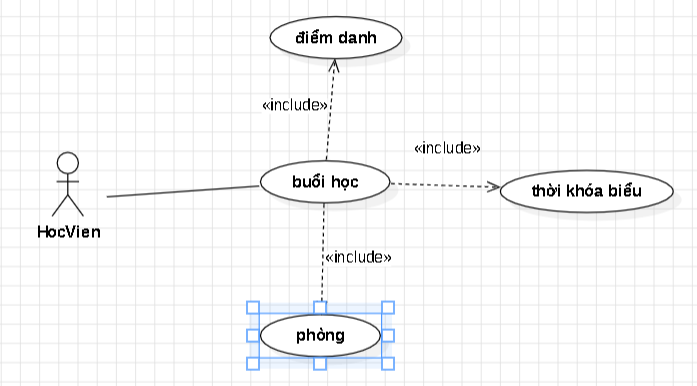 điểm danh
«include»
«include»
buổi học
thời khóa biểu
HocVien
«include»
phòng